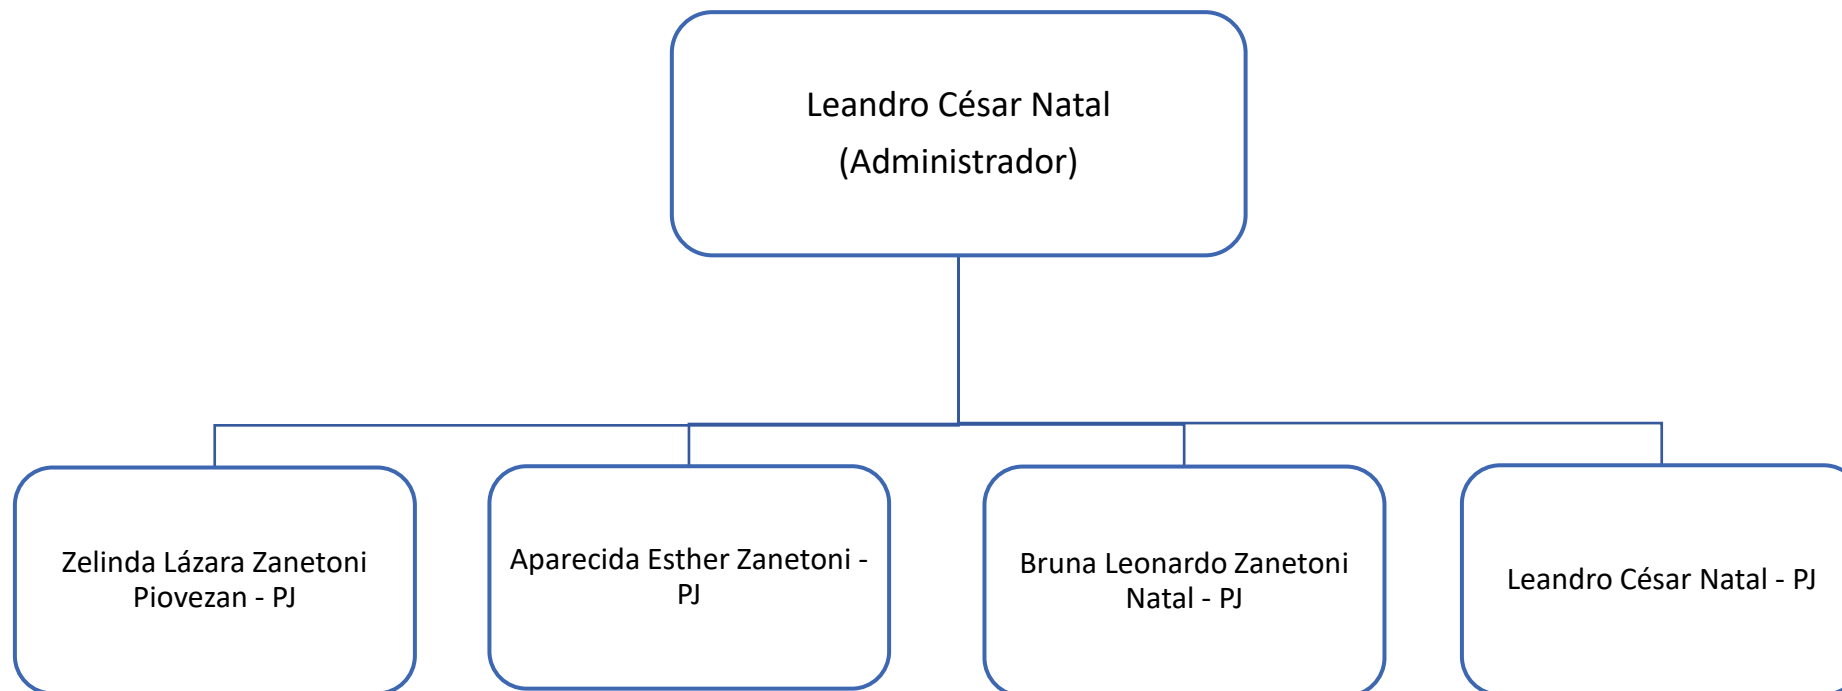 Leandro César Natal
(Administrador)
Zelinda Lázara Zanetoni
Piovezan - PJ
Aparecida Esther Zanetoni -
PJ
Bruna Leonardo Zanetoni
Natal - PJ
Leandro César Natal - PJ